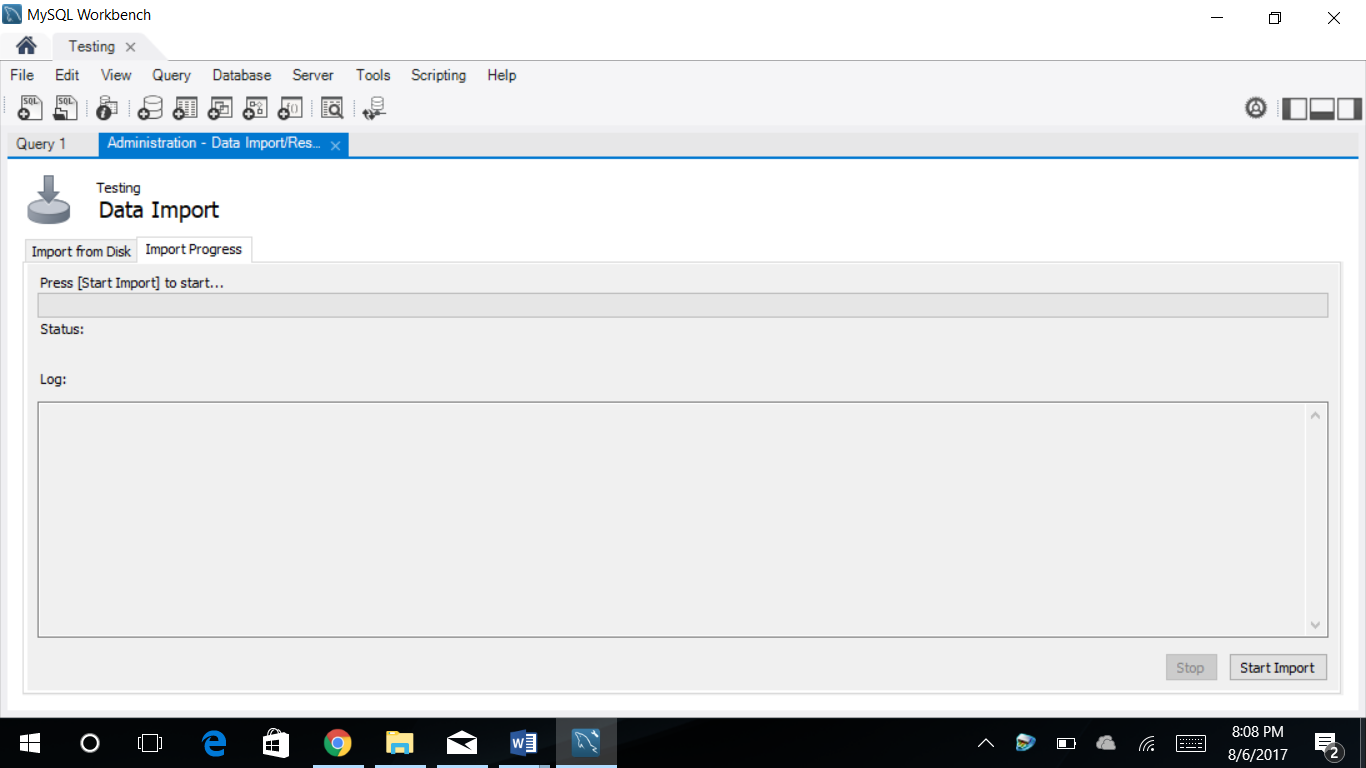 MySQL Workbench
Testing
File Edit View Query Database Server Tools Scripting Help
SQL SQL
Query 1 Administration - Data Import/Res...
Testing
Data Import
Import from Disk Import Progress
Press [Start Import] to start...
Status:
Log:
Stop Start Import
8:08 PM
8/6/2017
2